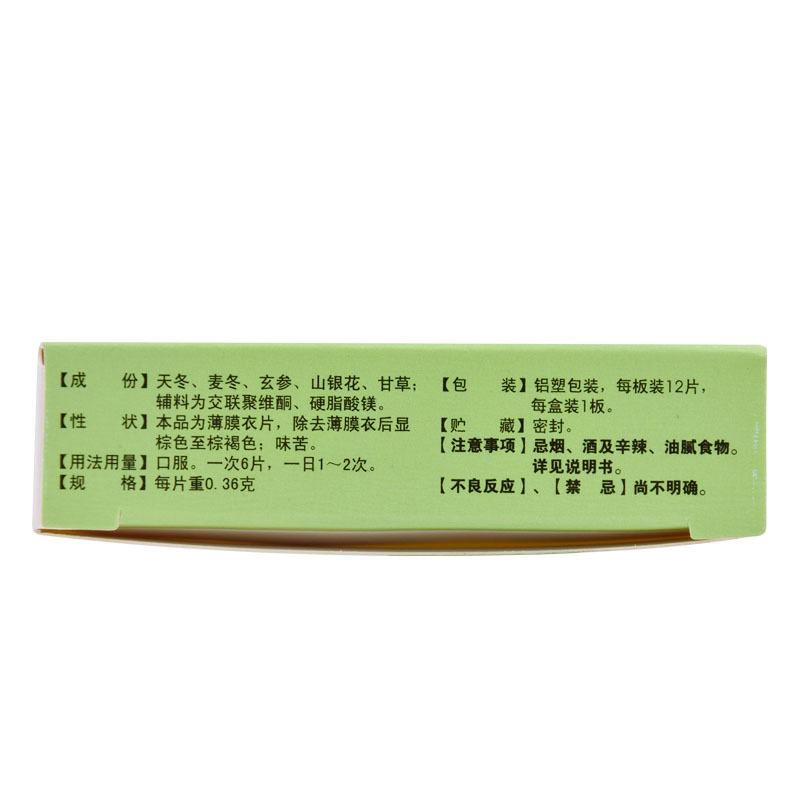 【成　份】天冬、麦冬、玄参、山银花、甘草；
辅料为交联聚维酮、硬脂酸镁。
【性　状】本品为薄膜衣片，除去薄膜衣后显
棕色至棕褐色；味苦。
【用法用量】口服。一次6片，一日1～2次。
【规　格】每片重0.36克
【包　装】铝塑包装，每板装12片，
每盒装1板。
【贮　藏】密封。
【注意事项】忌烟、酒及辛辣、油腻食物。
详见说明书。
【不良反应】、【禁　忌】尚不明确。